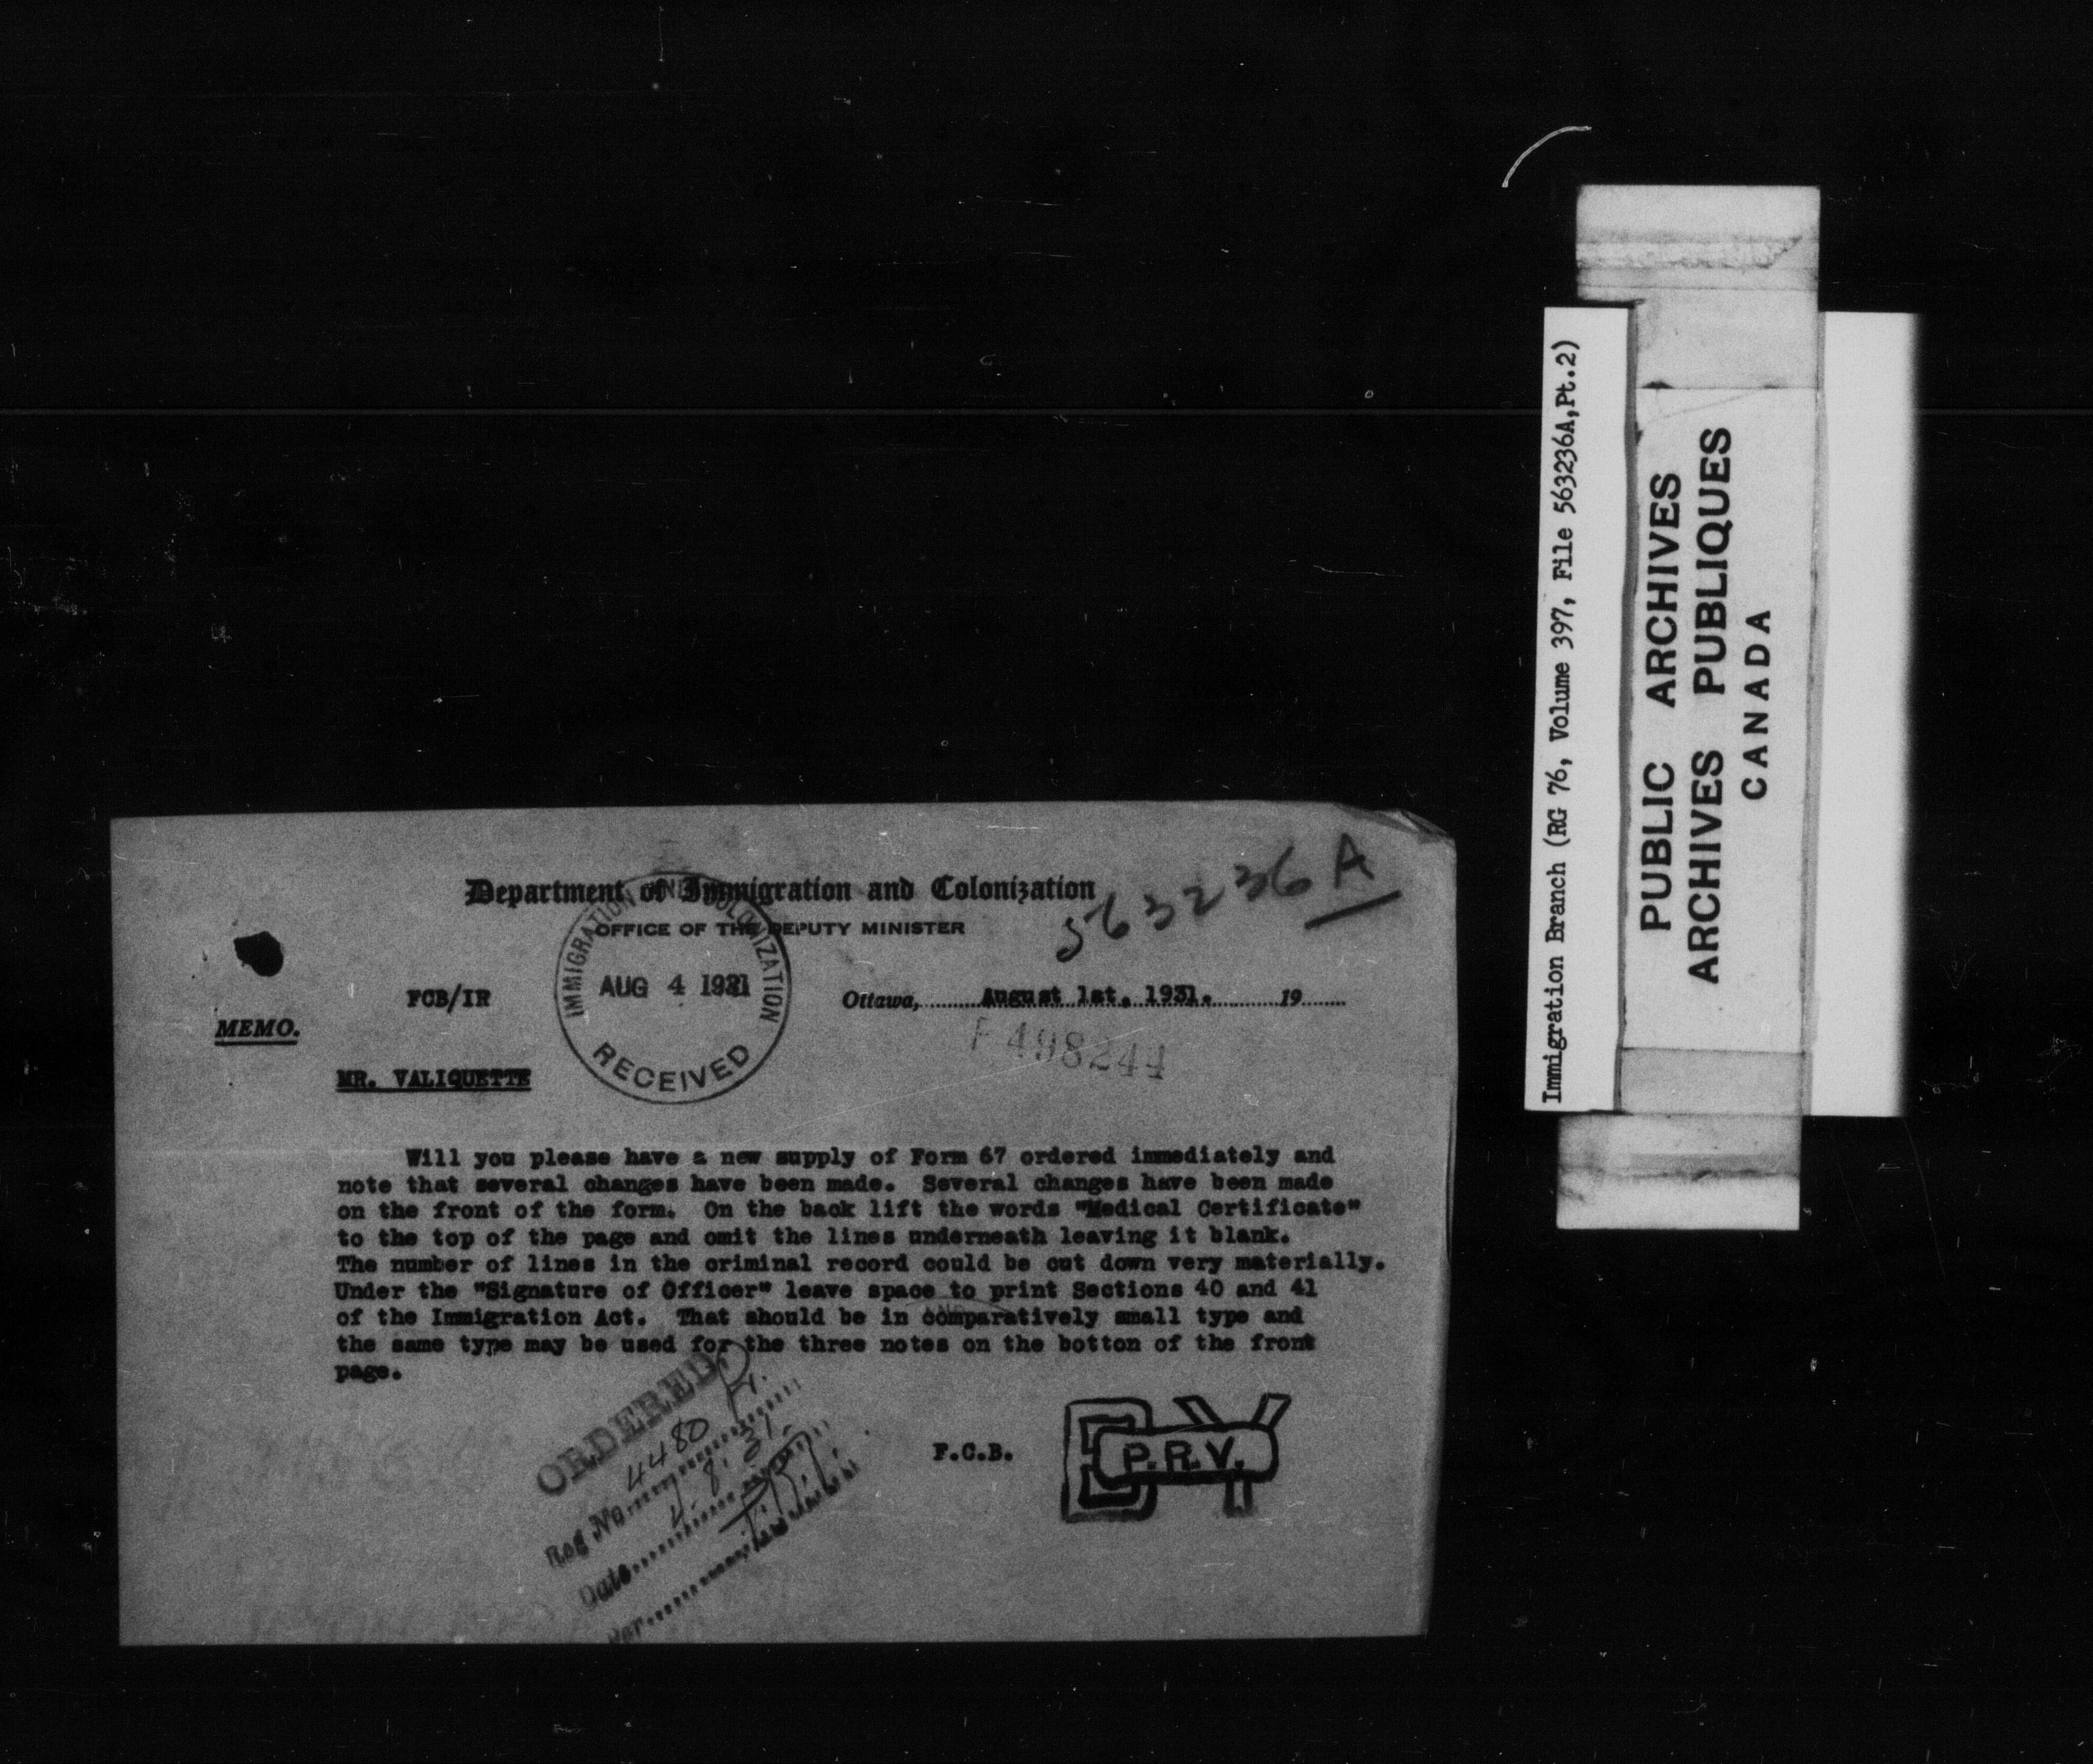 Department of Immigration and Colonization
OFFICE OF THE DEPUTY MINISTER
563236 A
IMMIGRATION AND COLONIZATION
AUG 4 1931
RECEIVED
FCB/IR
Ottawa, August 1st. 1931. 19
MEMO.
F 498244
MR. VALIQUETTE
Will you please have a new supply of Form 67 ordered immediately and
note that several changes have been made. Several changes have been made
on the front of the form. On the back lift the words "Medical Certificate"
to the top of the page and omit the lines underneath leaving it blank.
The number of lines in the criminal record could be cut down very materially.
Under the "Signature of Officer" leave space to print Sections 40 and 41
of the Immigration Act. That should be in comparatively small type and
the same type may be used for the three notes on the botton of the front
page.
ORDERED
Req No. 4480
Date 4.8.31.
Per
F.C.B.
P.R.V.
Immigration Branch (RG 76, Volume 397, File 563236A,Pt.2)
PUBLIC ARCHIVES
ARCHIVES PUBLIQUES
CANADA